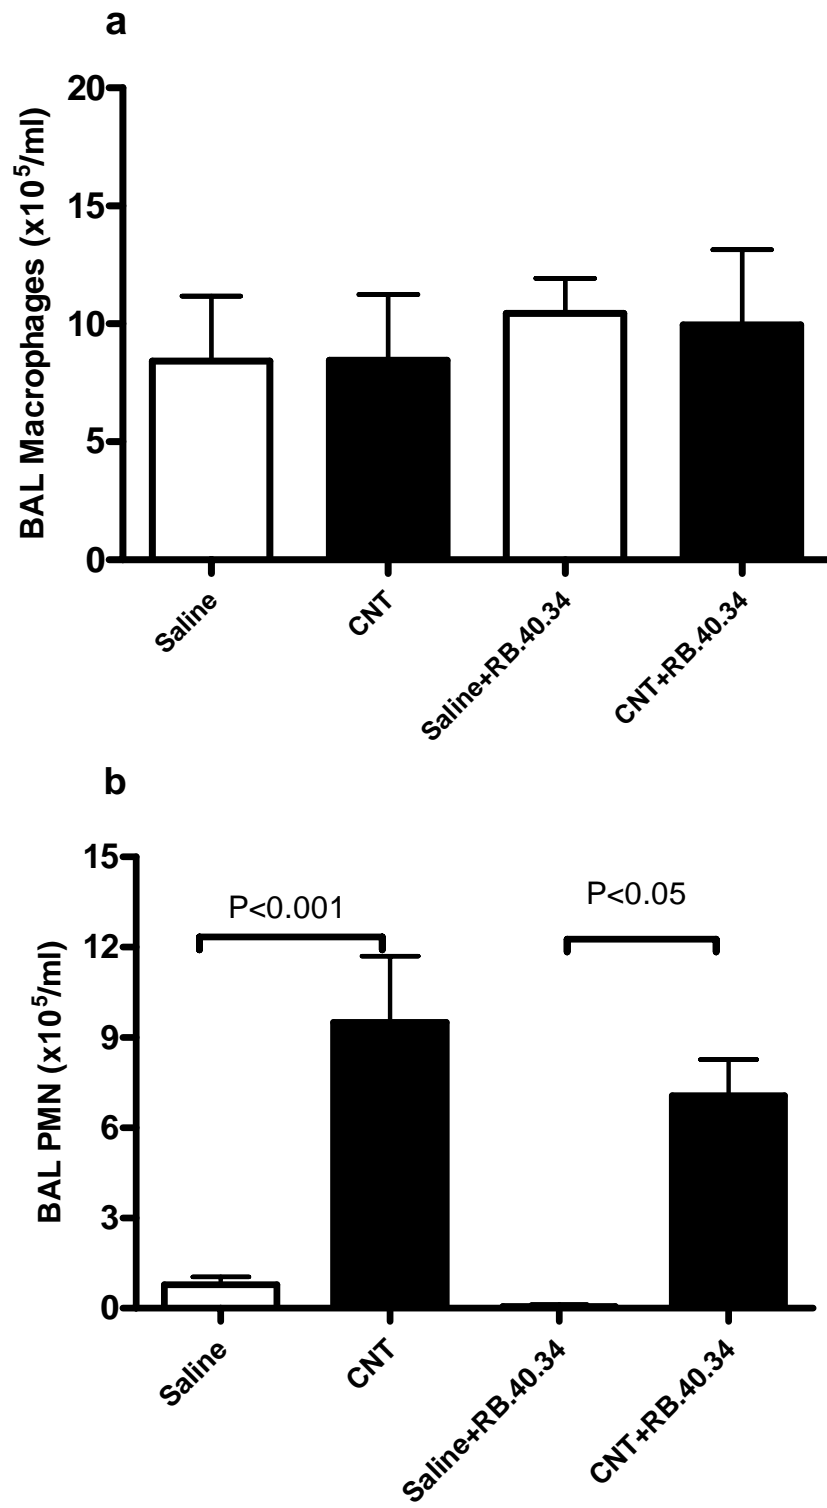 a
BAL Macrophages (x10⁵/ml)
20
15
10
5
0
Saline
CNT
Saline+RB.40.34
CNT+RB.40.34
b
BAL PMN (x10⁵/ml)
15
12
9
6
3
0
P<0.001
P<0.05
Saline
CNT
Saline+RB.40.34
CNT+RB.40.34